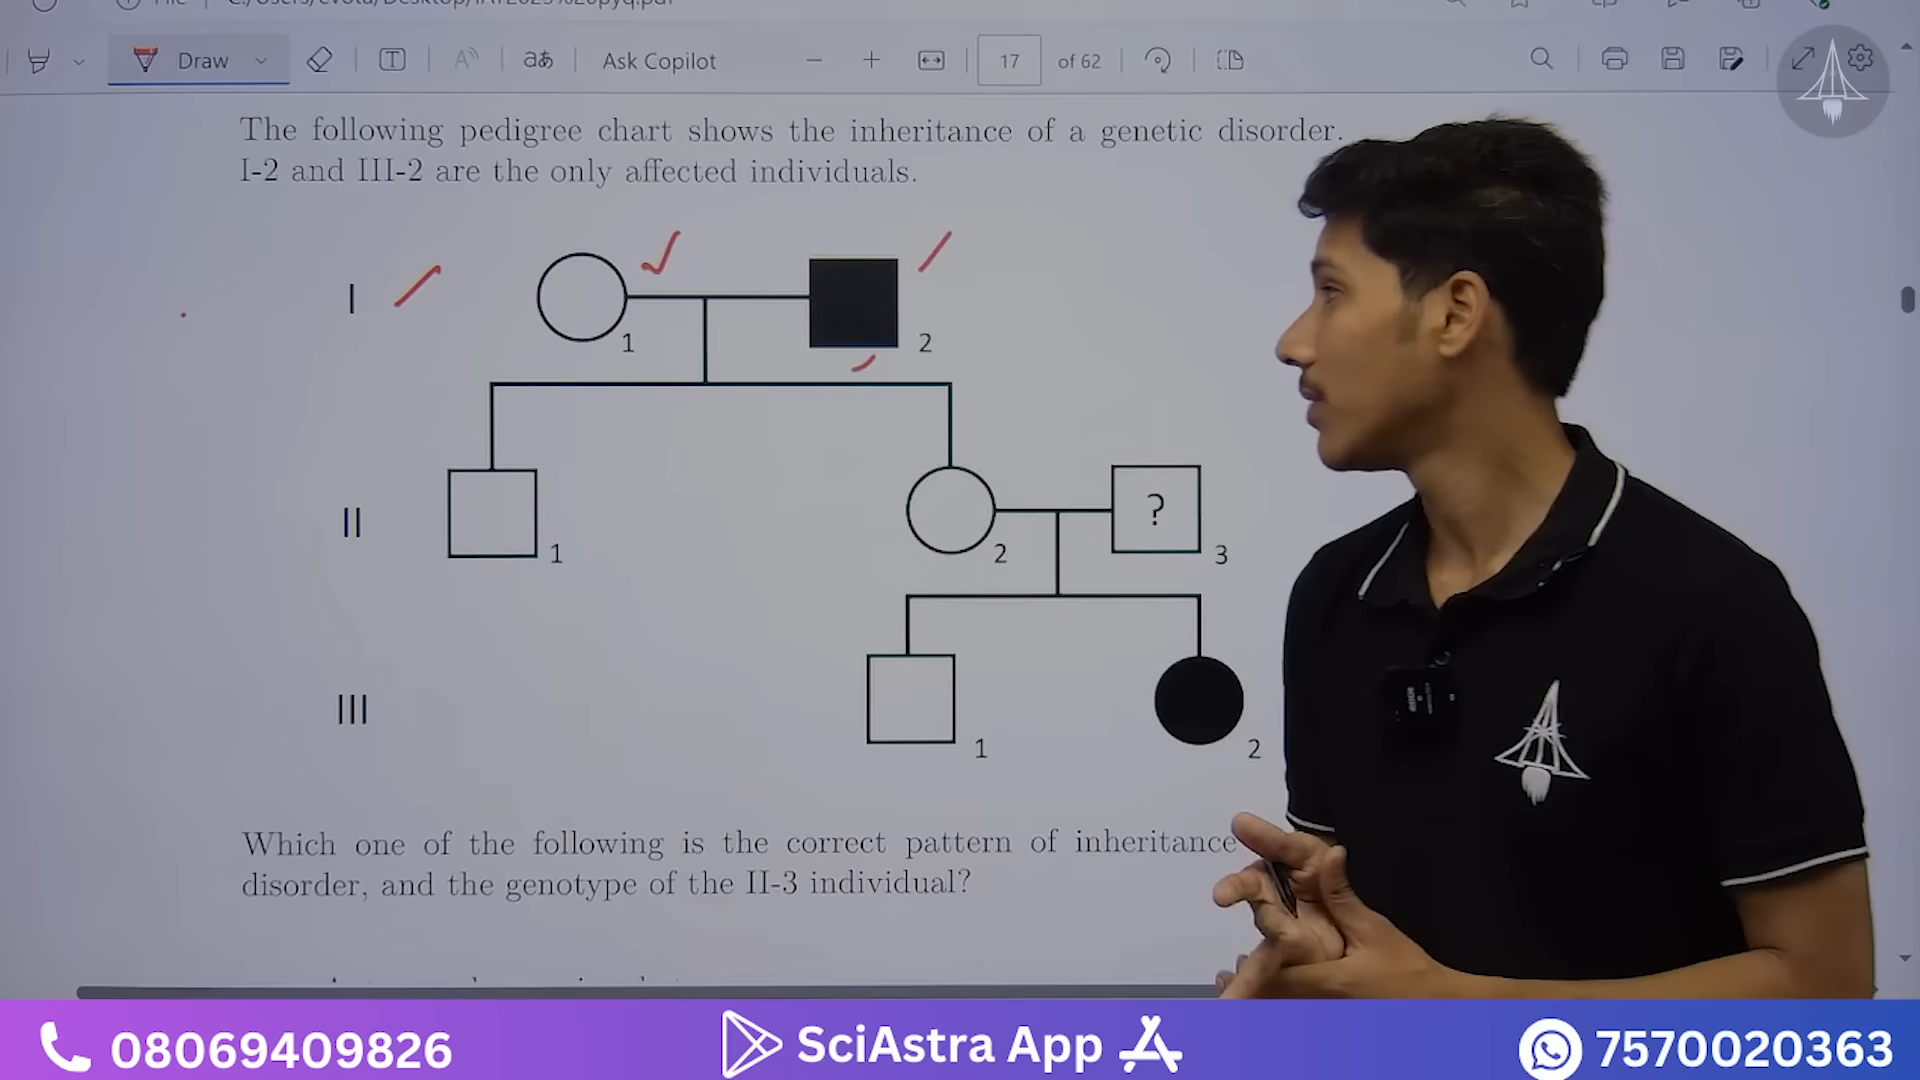 Draw
T
A
aあ
Ask Copilot
17
of 62
The following pedigree chart shows the inheritance of a genetic disorder.
I-2 and III-2 are the only affected individuals.
I
1
2
II
1
2
?
3
III
1
2
Which one of the following is the correct pattern of inheritance
disorder, and the genotype of the II-3 individual?
08069409826
SciAstra App
7570020363